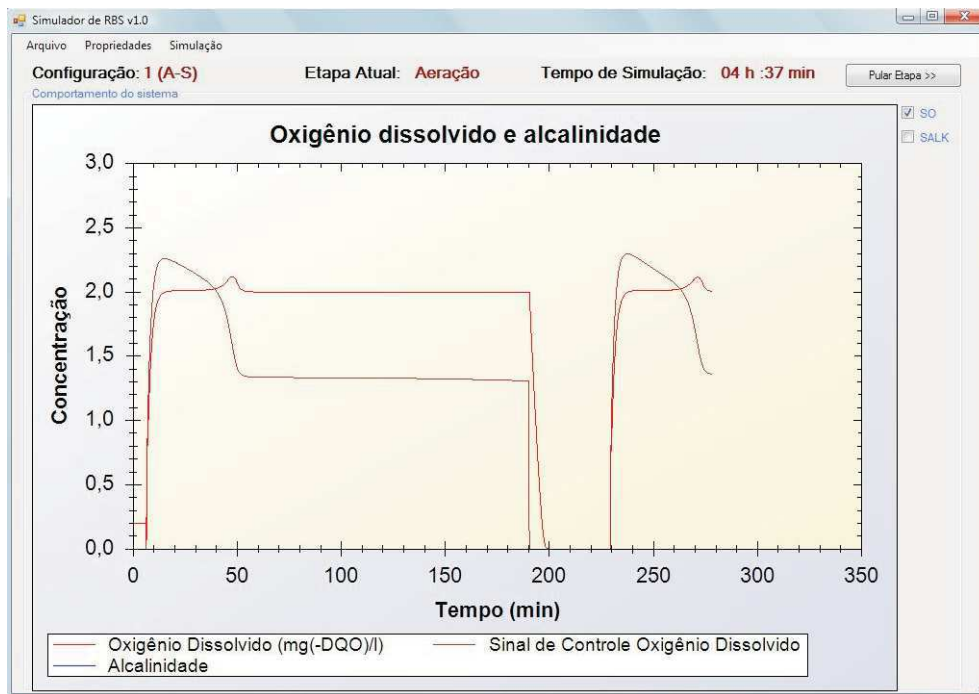 Simulador de RBS v1.0
Arquivo Propriedades Simulação
Configuração: 1 (A-S) Etapa Atual: Aeração Tempo de Simulação: 04 h :37 min Pular Etapa >>
Comportamento do sistema
SO
SALK
Oxigênio dissolvido e alcalinidade
3,0
2,5
2,0
1,5
1,0
0,5
0,0
Concentração
0 50 100 150 200 250 300 350
Tempo (min)
Oxigênio Dissolvido (mg(-DQO)/l) Sinal de Controle Oxigênio Dissolvido
Alcalinidade